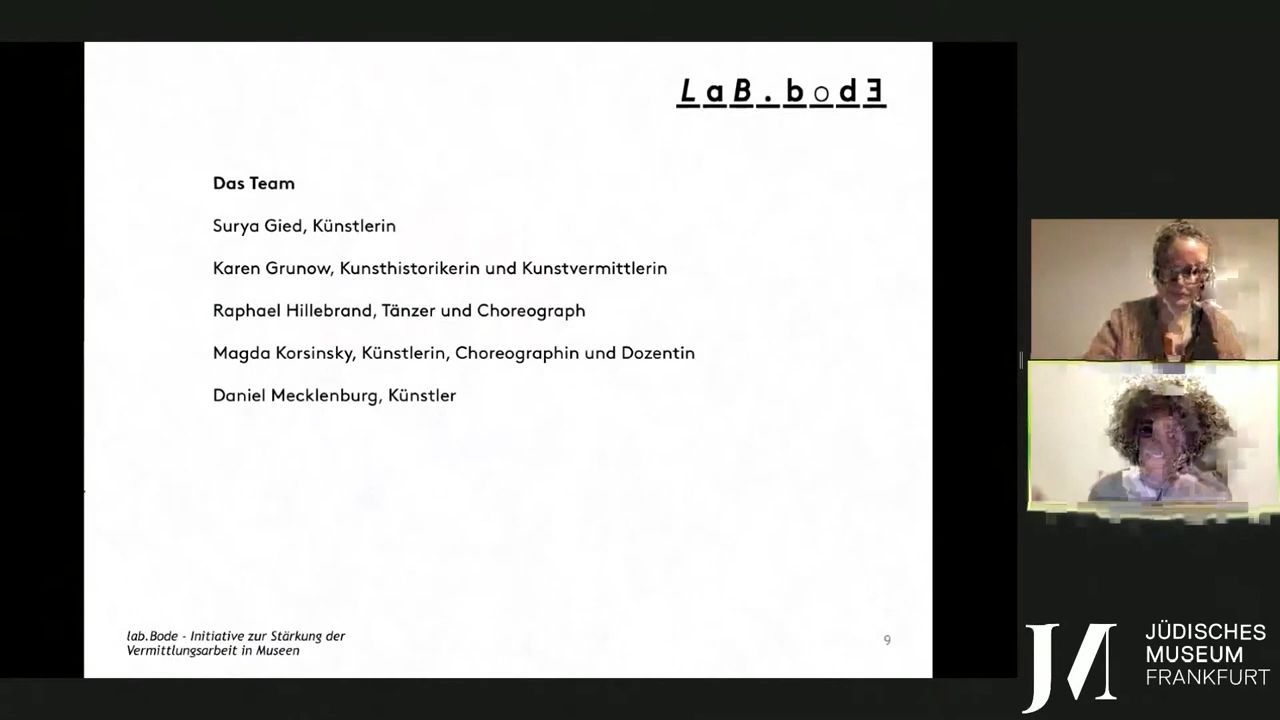 LaB.bodƎ
Das Team
Surya Gied, Künstlerin
Karen Grunow, Kunsthistorikerin und Kunstvermittlerin
Raphael Hillebrand, Tänzer und Choreograph
Magda Korsinsky, Künstlerin, Choreographin und Dozentin
Daniel Mecklenburg, Künstler
lab.Bode - Initiative zur Stärkung der
Vermittlungsarbeit in Museen
9
JM
JÜDISCHES
MUSEUM
FRANKFURT